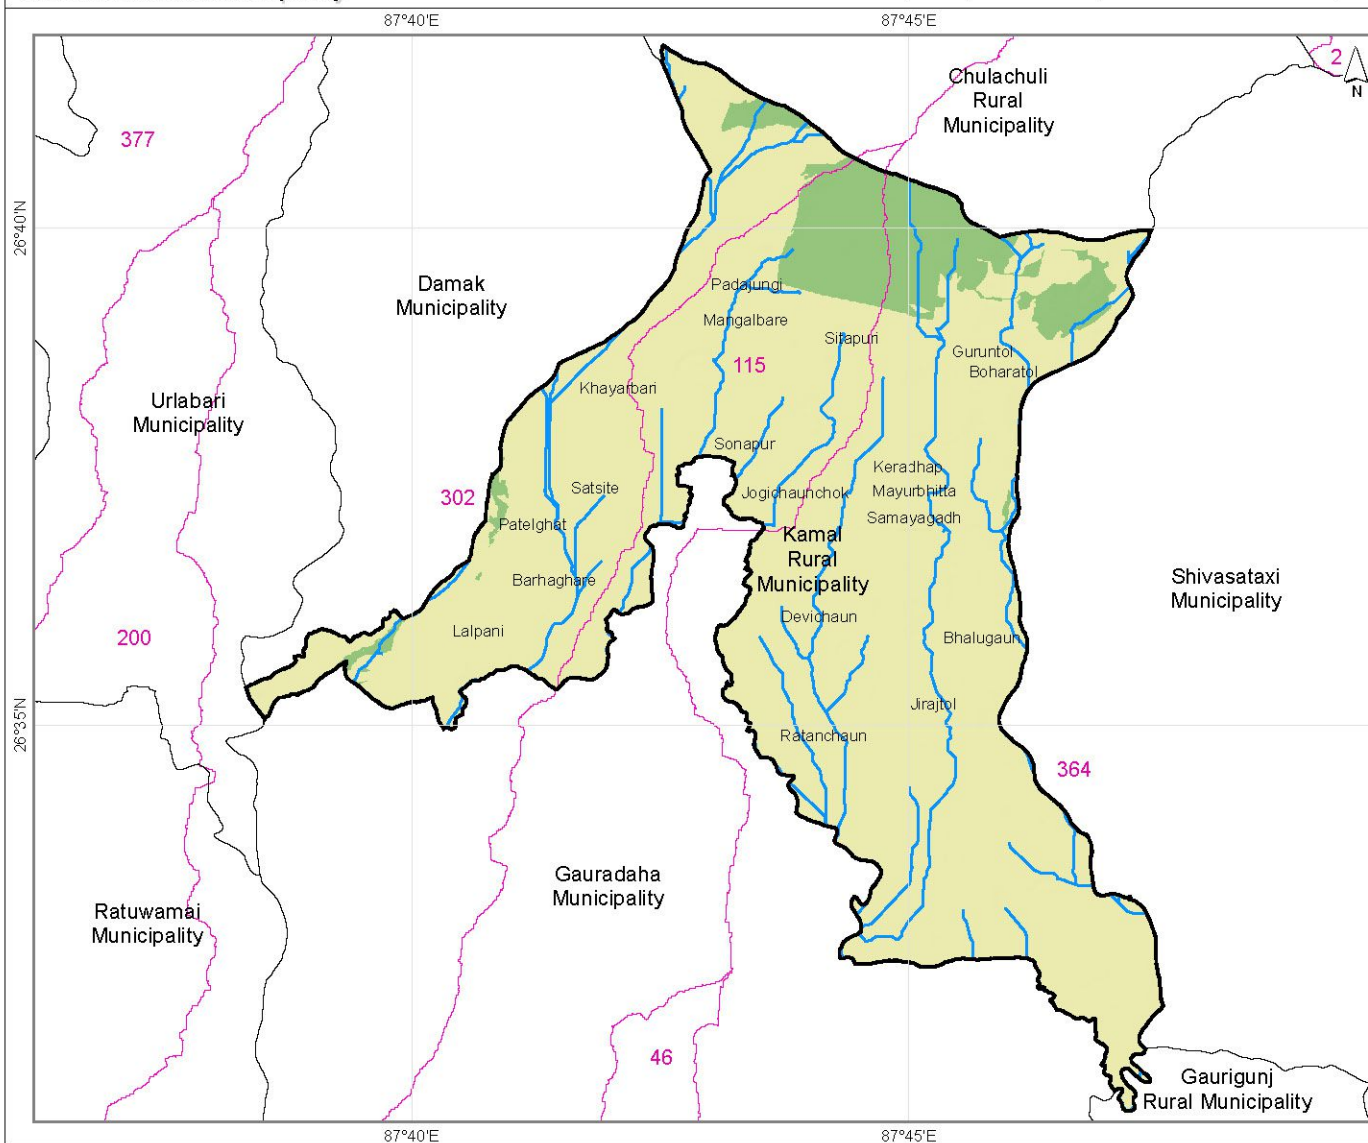 87°40'E
87°45'E
Chulachuli
Rural
Municipality
2
N
377
26°40'N
Damak
Municipality
Padajungi
Mangalbare
Sitapuri
Guruntol
115
Boharatol
Khayarbari
Urlabari
Municipality
Sonapur
Keradhap
Satsite
Jogichaunchok
Mayurbhitta
302
Samayagadh
Patelghat
Kamal
Rural
Municipality
Barhaghare
Shivasataxi
Municipality
Devichaun
Lalpani
Bhalugaun
200
Jirajtol
26°35'N
Ratanchaun
364
Gauradaha
Municipality
Ratuwamai
Municipality
46
Gaurigunj
Rural Municipality
87°40'E
87°45'E